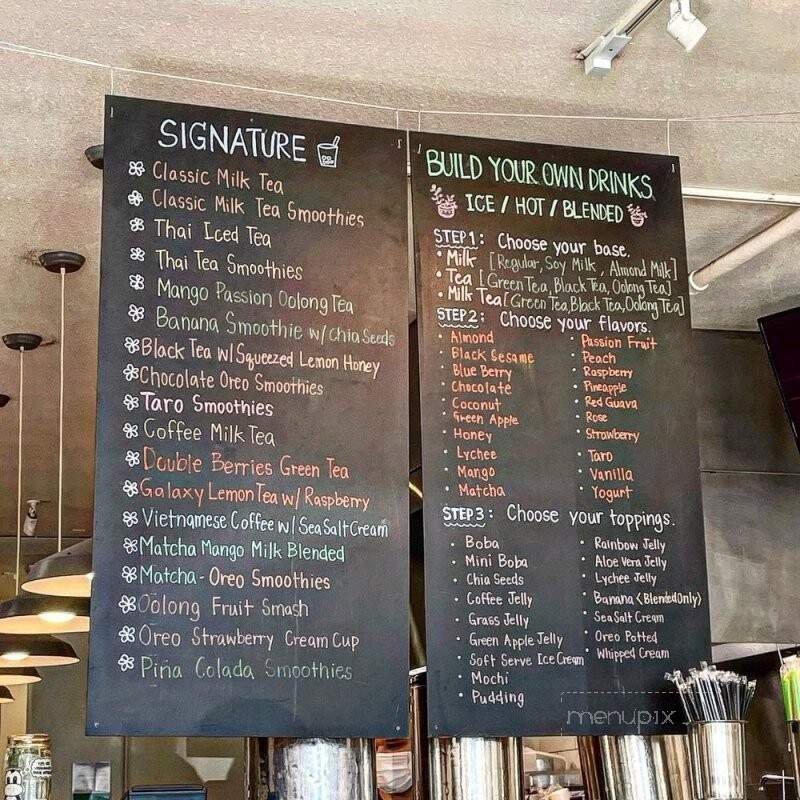 SIGNATURE
Classic Milk Tea
Classic Milk Tea Smoothies
Thai Iced Tea
Thai Tea Smoothies
Mango Passion Oolong Tea
Banana Smoothie w/ Chia Seeds
Black Tea w/ Squeezed Lemon Honey
Chocolate Oreo Smoothies
Taro Smoothies
Coffee Milk Tea
Double Berries Green Tea
Galaxy Lemon Tea w/ Raspberry
Vietnamese Coffee w/ Sea Salt Cream
Matcha Mango Milk Blended
Matcha - Oreo Smoothies
Oolong Fruit Smash
Oreo Strawberry Cream Cup
Pina Colada Smoothies
BUILD YOUR OWN DRINKS
ICE / HOT / BLENDED
STEP 1: Choose your base.
• Milk [Regular, Soy Milk, Almond Milk]
• Tea [Green Tea, Black Tea, Oolong Tea]
• Milk Tea [Green Tea, Black Tea, Oolong Tea]
STEP 2: Choose your flavors.
• Almond
• Black Sesame
• Blue Berry
• Chocolate
• Coconut
• Green Apple
• Honey
• Lychee
• Mango
• Matcha
• Passion Fruit
• Peach
• Raspberry
• Pineapple
• Red Guava
• Rose
• Strawberry
• Taro
• Vanilla
• Yogurt
STEP 3: Choose your toppings.
• Boba
• Mini Boba
• Chia Seeds
• Coffee Jelly
• Grass Jelly
• Green Apple Jelly
• Soft Serve Ice Cream
• Mochi
• Pudding
• Rainbow Jelly
• Aloe Vera Jelly
• Lychee Jelly
• Banana <Blended Only>
• Sea Salt Cream
• Oreo Potted
• Whipped Cream
menupix